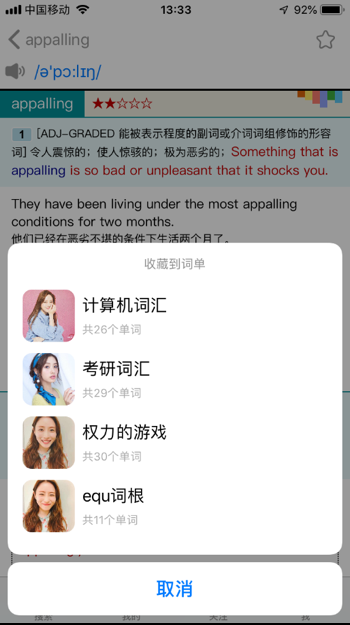 中国移动
13:33
92%
appalling
/ə'pɔ:lɪŋ/
appalling ★★☆☆☆
1 [ADJ-GRADED 能被表示程度的副词或介词词组修饰的形容
词] 令人震惊的；使人惊骇的；极为恶劣的；Something that is
appalling is so bad or unpleasant that it shocks you.
They have been living under the most appalling
conditions for two months.
他们已经在恶劣不堪的条件下生活两个月了。
收藏到词单
计算机词汇
共26个单词
考研词汇
共29个单词
权力的游戏
共30个单词
equ词根
共11个单词
取消